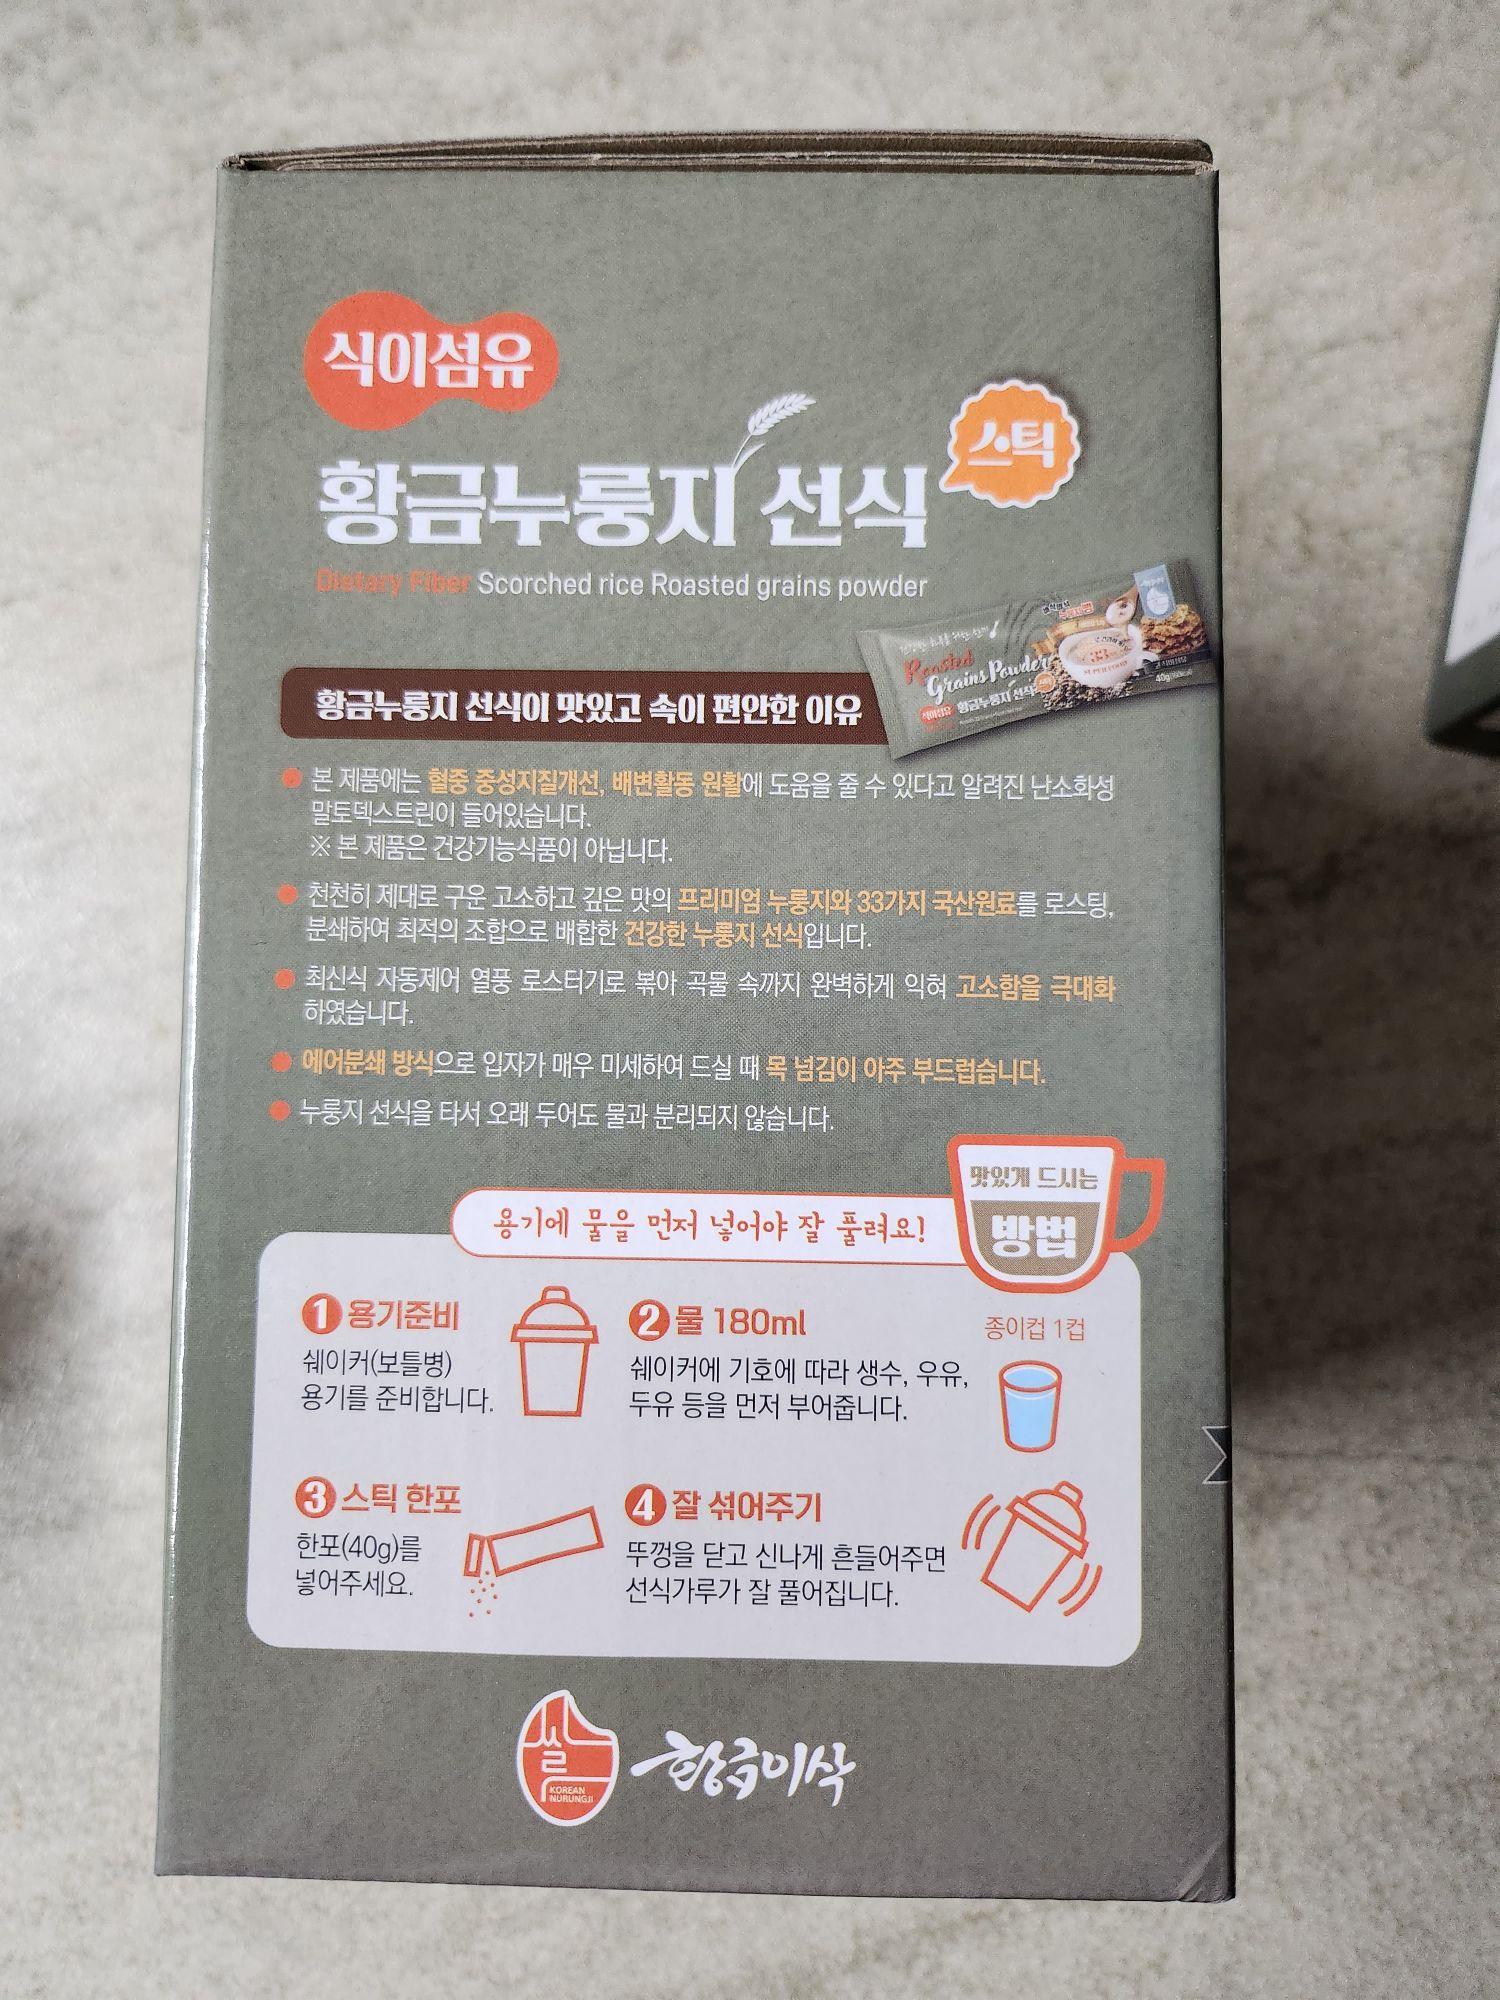 식이섬유
황금누룽지 선식
스틱
Dietary Fiber Scorched rice Roasted grains powder
Roasted
Grains Powder
33
식이섬유 황금누룽지 선식
40g
황금누룽지 선식이 맛있고 속이 편안한 이유
본 제품에는 혈중 중성지질개선, 배변활동 원활에 도움을 줄 수 있다고 알려진 난소화성
말토덱스트린이 들어있습니다.
※ 본 제품은 건강기능식품이 아닙니다.
천천히 제대로 구운 고소하고 깊은 맛의 프리미엄 누룽지와 33가지 국산원료를 로스팅,
분쇄하여 최적의 조합으로 배합한 건강한 누룽지 선식입니다.
최신식 자동제어 열풍 로스터기로 볶아 곡물 속까지 완벽하게 익혀 고소함을 극대화
하였습니다.
에어분쇄 방식으로 입자가 매우 미세하여 드실 때 목 넘김이 아주 부드럽습니다.
누룽지 선식을 타서 오래 두어도 물과 분리되지 않습니다.
맛있게 드시는
방법
용기에 물을 먼저 넣어야 잘 풀려요!
1 용기준비
쉐이커(보틀병)
용기를 준비합니다.
2 물 180ml
쉐이커에 기호에 따라 생수, 우유,
두유 등을 먼저 부어줍니다.
종이컵 1컵
3 스틱 한포
한포(40g)를
넣어주세요.
4 잘 섞어주기
뚜껑을 닫고 신나게 흔들어주면
선식가루가 잘 풀어집니다.
쌀
KOREAN
NURUNGJI
황금이삭